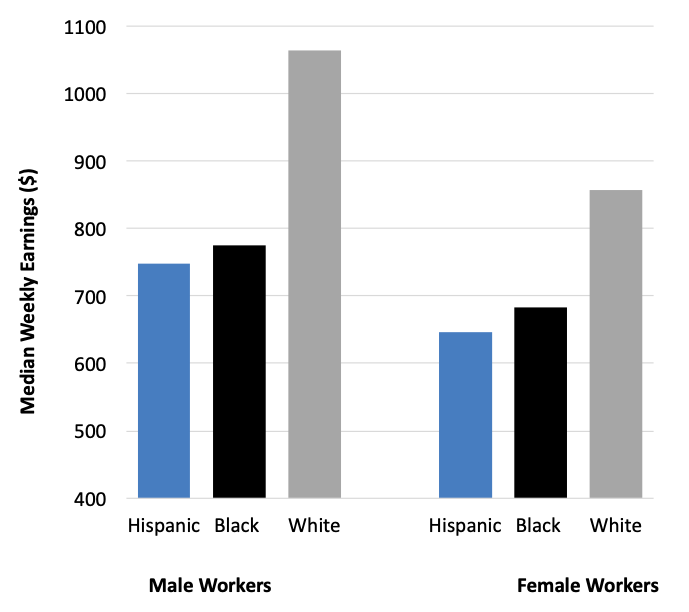 Median Weekly Earnings ($)
1100
1000
900
800
700
600
500
400
Hispanic Black White Hispanic Black White
Male Workers Female Workers